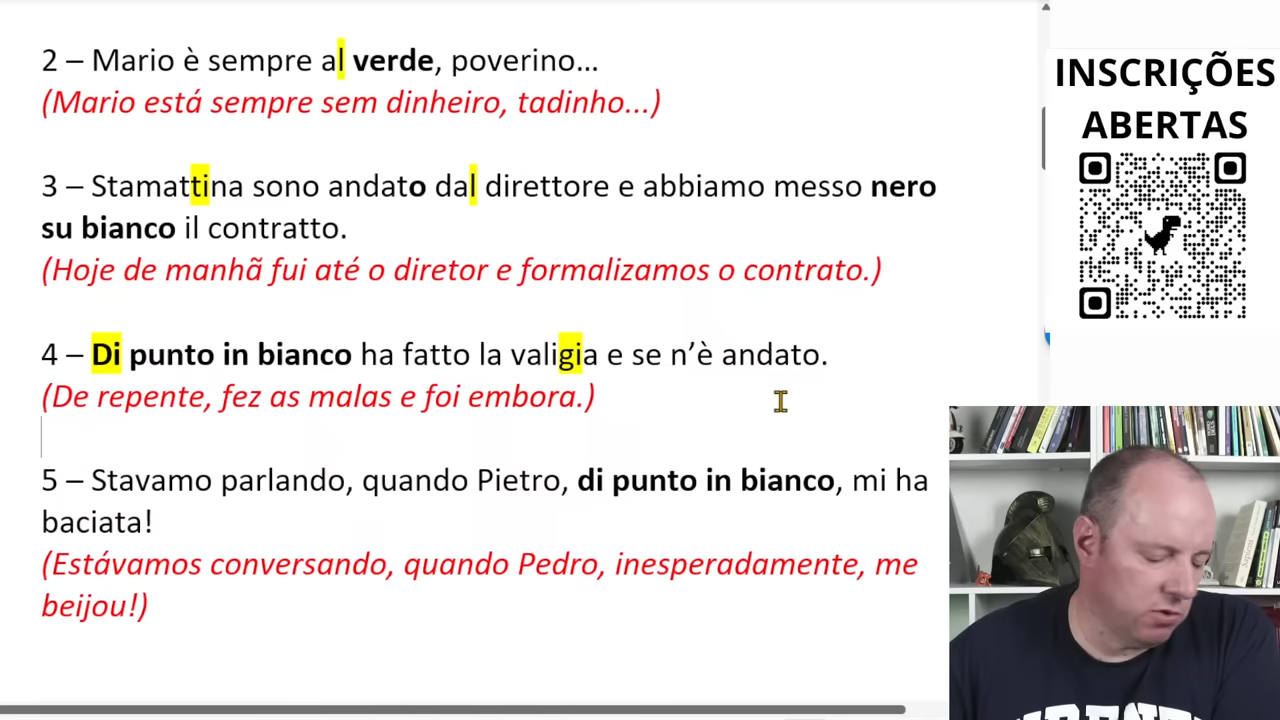 2 – Mario è sempre al verde, poverino...
(Mario está sempre sem dinheiro, tadinho...)
3 – Stamattina sono andato dal direttore e abbiamo messo nero
su bianco il contratto.
(Hoje de manhã fui até o diretor e formalizamos o contrato.)
4 – Di punto in bianco ha fatto la valigia e se n’è andato.
(De repente, fez as malas e foi embora.)
5 – Stavamo parlando, quando Pietro, di punto in bianco, mi ha
baciata!
(Estávamos conversando, quando Pedro, inesperadamente, me
beijou!)
INSCRIÇÕES
ABERTAS